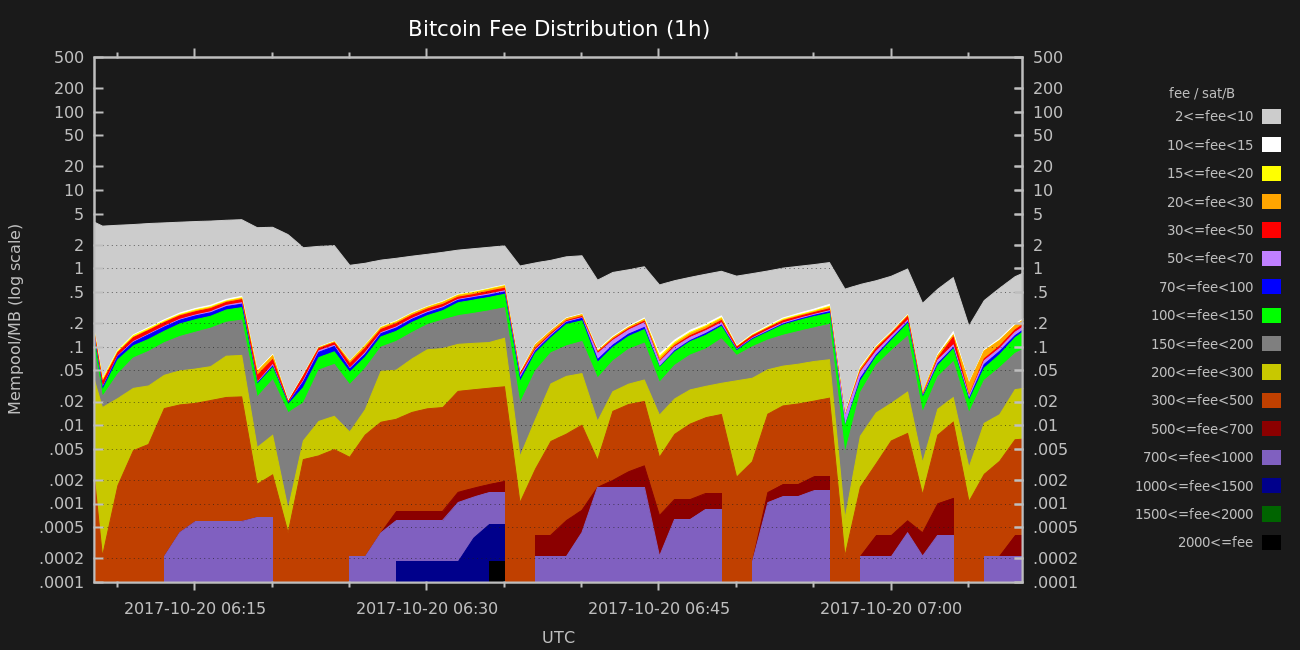 Bitcoin Fee Distribution (1h)
500
200
100
50
20
10
5
2
1
.5
.2
.1
.05
.02
.01
.005
.002
.001
.0005
.0002
.0001
Mempool/MB (log scale)
500
200
100
50
20
10
5
2
1
.5
.2
.1
.05
.02
.01
.005
.002
.001
.0005
.0002
.0001
2017-10-20 06:15 2017-10-20 06:30 2017-10-20 06:45 2017-10-20 07:00
UTC
fee / sat/B
2<=fee<10
10<=fee<15
15<=fee<20
20<=fee<30
30<=fee<50
50<=fee<70
70<=fee<100
100<=fee<150
150<=fee<200
200<=fee<300
300<=fee<500
500<=fee<700
700<=fee<1000
1000<=fee<1500
1500<=fee<2000
2000<=fee